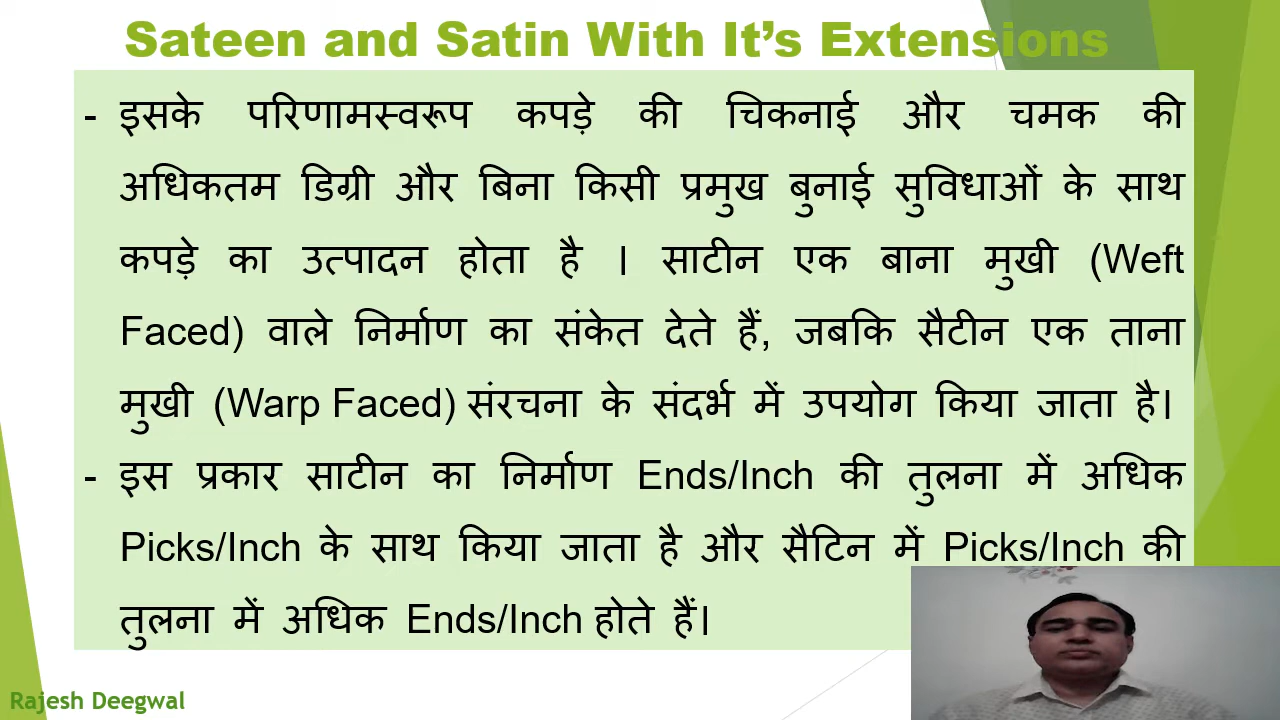 Sateen and Satin With It’s Extensions
- इसके परिणामस्वरूप कपड़े की चिकनाई और चमक की
अधिकतम डिग्री और बिना किसी प्रमुख बुनाई सुविधाओं के साथ
कपड़े का उत्पादन होता है । साटीन एक बाना मुखी (Weft
Faced) वाले निर्माण का संकेत देते हैं, जबकि सैटीन एक ताना
मुखी (Warp Faced) संरचना के संदर्भ में उपयोग किया जाता है।
- इस प्रकार साटीन का निर्माण Ends/Inch की तुलना में अधिक
Picks/Inch के साथ किया जाता है और सैटिन में Picks/Inch की
तुलना में अधिक Ends/Inch होते हैं।
Rajesh Deegwal